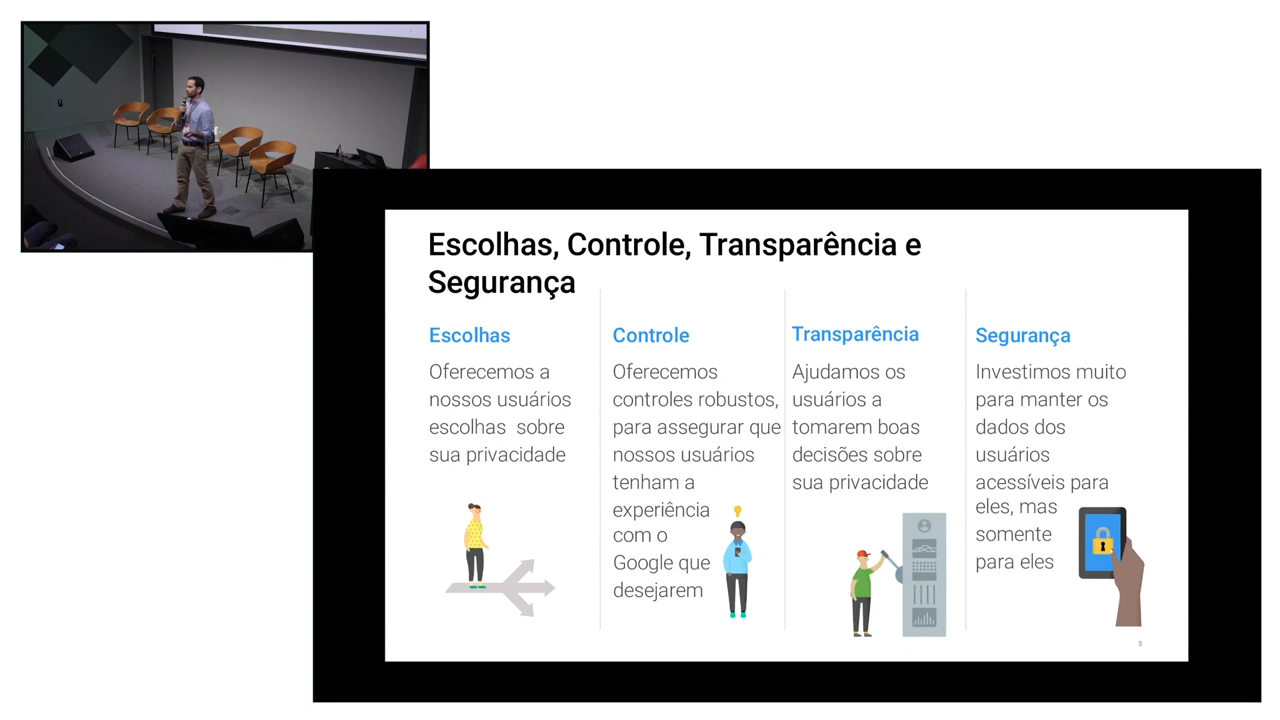 Escolhas, Controle, Transparência e
Segurança
Escolhas
Oferecemos a
nossos usuários
escolhas sobre
sua privacidade
Controle
Oferecemos
controles robustos,
para assegurar que
nossos usuários
tenham a
experiência
com o
Google que
desejarem
Transparência
Ajudamos os
usuários a
tomarem boas
decisões sobre
sua privacidade
Segurança
Investimos muito
para manter os
dados dos
usuários
acessíveis para
eles, mas
somente
para eles
3